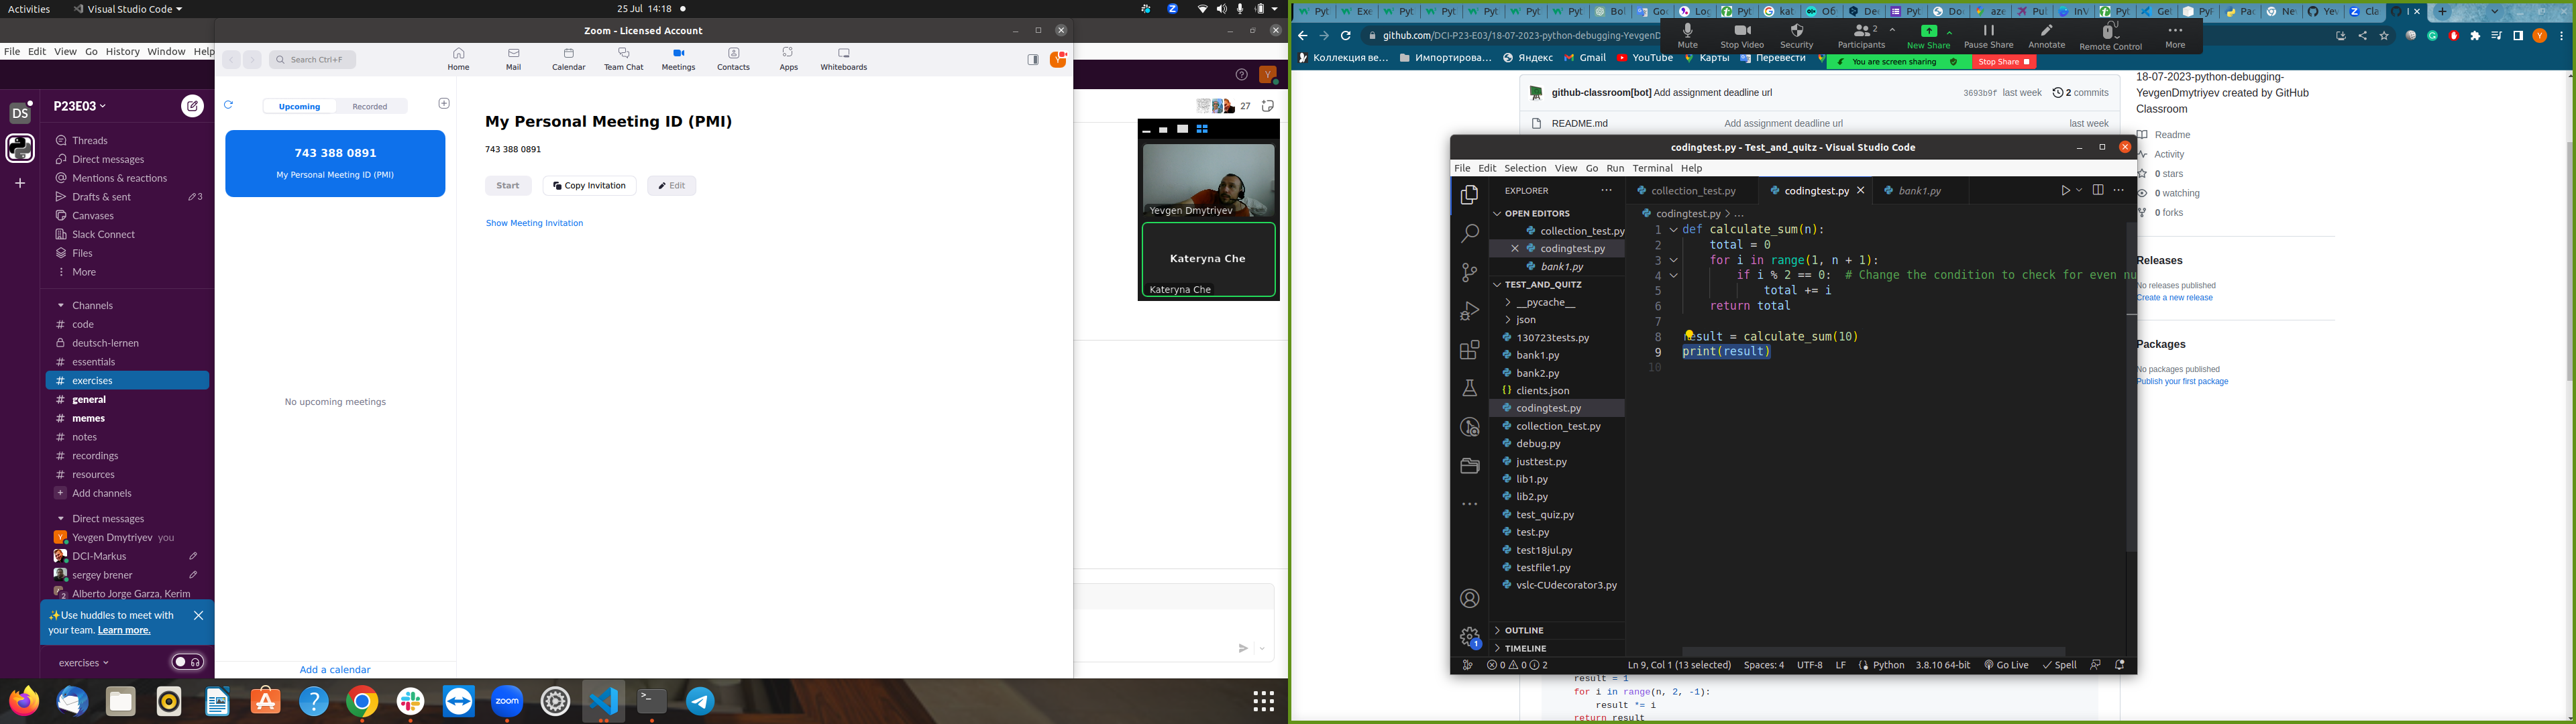 Activities
Visual Studio Code
25 Jul 14:18
File Edit View Go History Window Help
DS
P23E03
Threads
Direct messages
Mentions & reactions
Drafts & sent
3
Canvases
Slack Connect
Files
More
Channels
code
deutsch-lernen
essentials
exercises
general
memes
notes
recordings
resources
Add channels
Direct messages
Yevgen Dmytriyev you
DCI-Markus
sergey brener
2 Alberto Jorge Garza, Kerim
✨Use huddles to meet with
your team. Learn more.
exercises
Zoom - Licensed Account
Search Ctrl+F
Home
Mail
Calendar
Team Chat
Meetings
Contacts
Apps
Whiteboards
Upcoming
Recorded
743 388 0891
My Personal Meeting ID (PMI)
No upcoming meetings
Add a calendar
My Personal Meeting ID (PMI)
743 388 0891
Start
Copy Invitation
Edit
Show Meeting Invitation
27
Yevgen Dmytriyev
Kateryna Che
Kateryna Che
zoom
github.com/DCI-P23-E03/18-07-2023-python-debugging-YevgenD
Mute
Stop Video
Security
Participants
2
New Share
Pause Share
Annotate
Remote Control
More
You are screen sharing
Stop Share
Коллекция ве...
Импортирова...
Яндекс
Gmail
YouTube
Карты
Перевести
github-classroom[bot] Add assignment deadline url
3693b9f last week
2 commits
README.md
Add assignment deadline url
last week
18-07-2023-python-debugging-
YevgenDmytriyev created by GitHub
Classroom
Readme
Activity
0 stars
0 watching
0 forks
Releases
No releases published
Create a new release
Packages
No packages published
Publish your first package
codingtest.py - Test_and_quitz - Visual Studio Code
File Edit Selection View Go Run Terminal Help
EXPLORER
OPEN EDITORS
collection_test.py
codingtest.py
bank1.py
TEST_AND_QUITZ
__pycache__
json
130723tests.py
bank1.py
bank2.py
clients.json
codingtest.py
collection_test.py
debug.py
justtest.py
lib1.py
lib2.py
test_quiz.py
test.py
test18jul.py
testfile1.py
vslc-CUdecorator3.py
OUTLINE
TIMELINE
collection_test.py
codingtest.py
bank1.py
codingtest.py > ...
1 def calculate_sum(n):
2 total = 0
3 for i in range(1, n + 1):
4 if i % 2 == 0: # Change the condition to check for even nu
5 total += i
6 return total
7
8 result = calculate_sum(10)
9 print(result)
10
1
0 0 2
Ln 9, Col 1 (13 selected)
Spaces: 4
UTF-8
LF
Python
3.8.10 64-bit
Go Live
Spell
result = 1
for i in range(n, 2, -1):
result *= i
return result